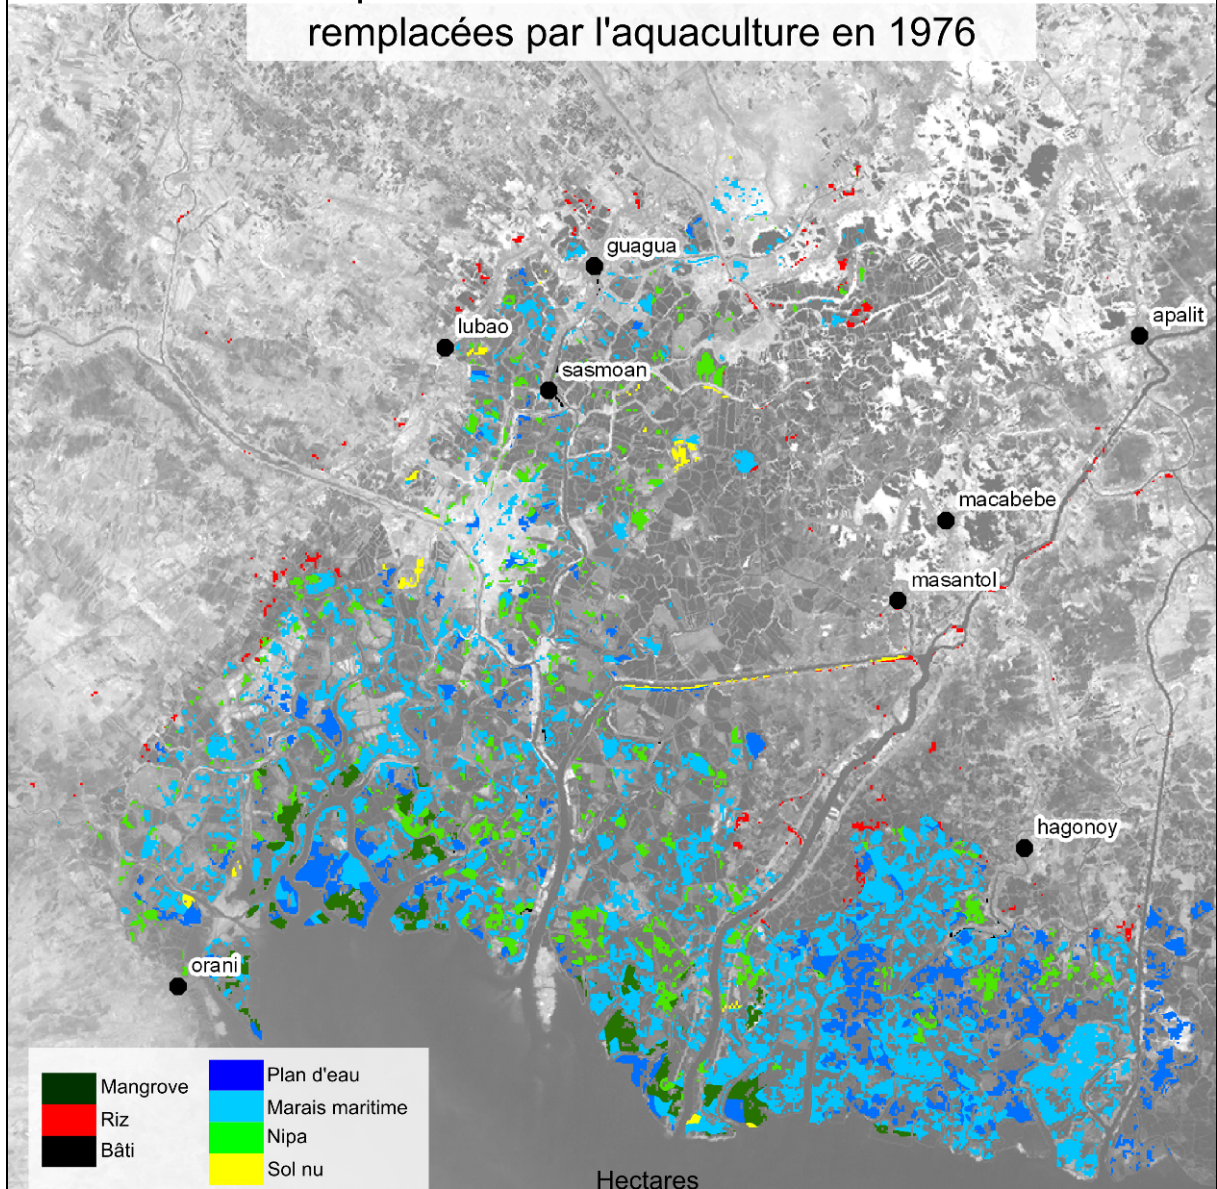 remplacées par l'aquaculture en 1976
guagua
lubao
apalit
sasmoan
macabebe
masantol
hagonoy
orani
Mangrove
Riz
Bâti
Plan d'eau
Marais maritime
Nipa
Sol nu
Hectares